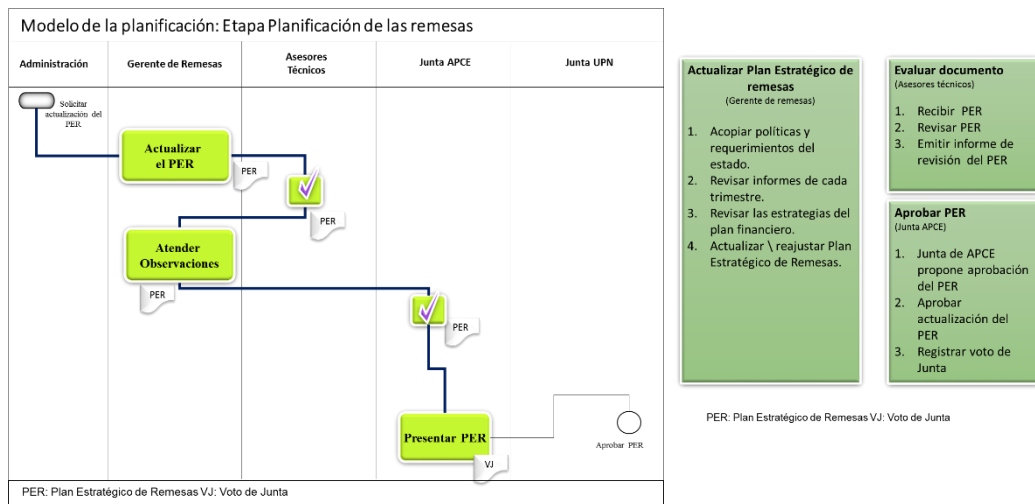 Modelo de la planificación: Etapa Planificación de las remesas
Administración
Gerente de Remesas
Asesores
Técnicos
Junta APCE
Junta UPN
Solicitar
actualización del
PER
Actualizar
el PER
PER
PER
Atender
Observaciones
PER
PER
Presentar PER
VJ
Aprobar PER
PER: Plan Estratégico de Remesas VJ: Voto de Junta
Actualizar Plan Estratégico de
remesas
(Gerente de remesas)
1. Acopiar políticas y
requerimientos del
estado.
2. Revisar informes de cada
trimestre.
3. Revisar las estrategias del
plan financiero.
4. Actualizar \ reajustar Plan
Estratégico de Remesas.
Evaluar documento
(Asesores técnicos)
1. Recibir PER
2. Revisar PER
3. Emitir informe de
revisión del PER
Aprobar PER
(Junta APCE)
1. Junta de APCE
propone aprobación
del PER
2. Aprobar
actualización del
PER
3. Registrar voto de
Junta
PER: Plan Estratégico de Remesas VJ: Voto de Junta